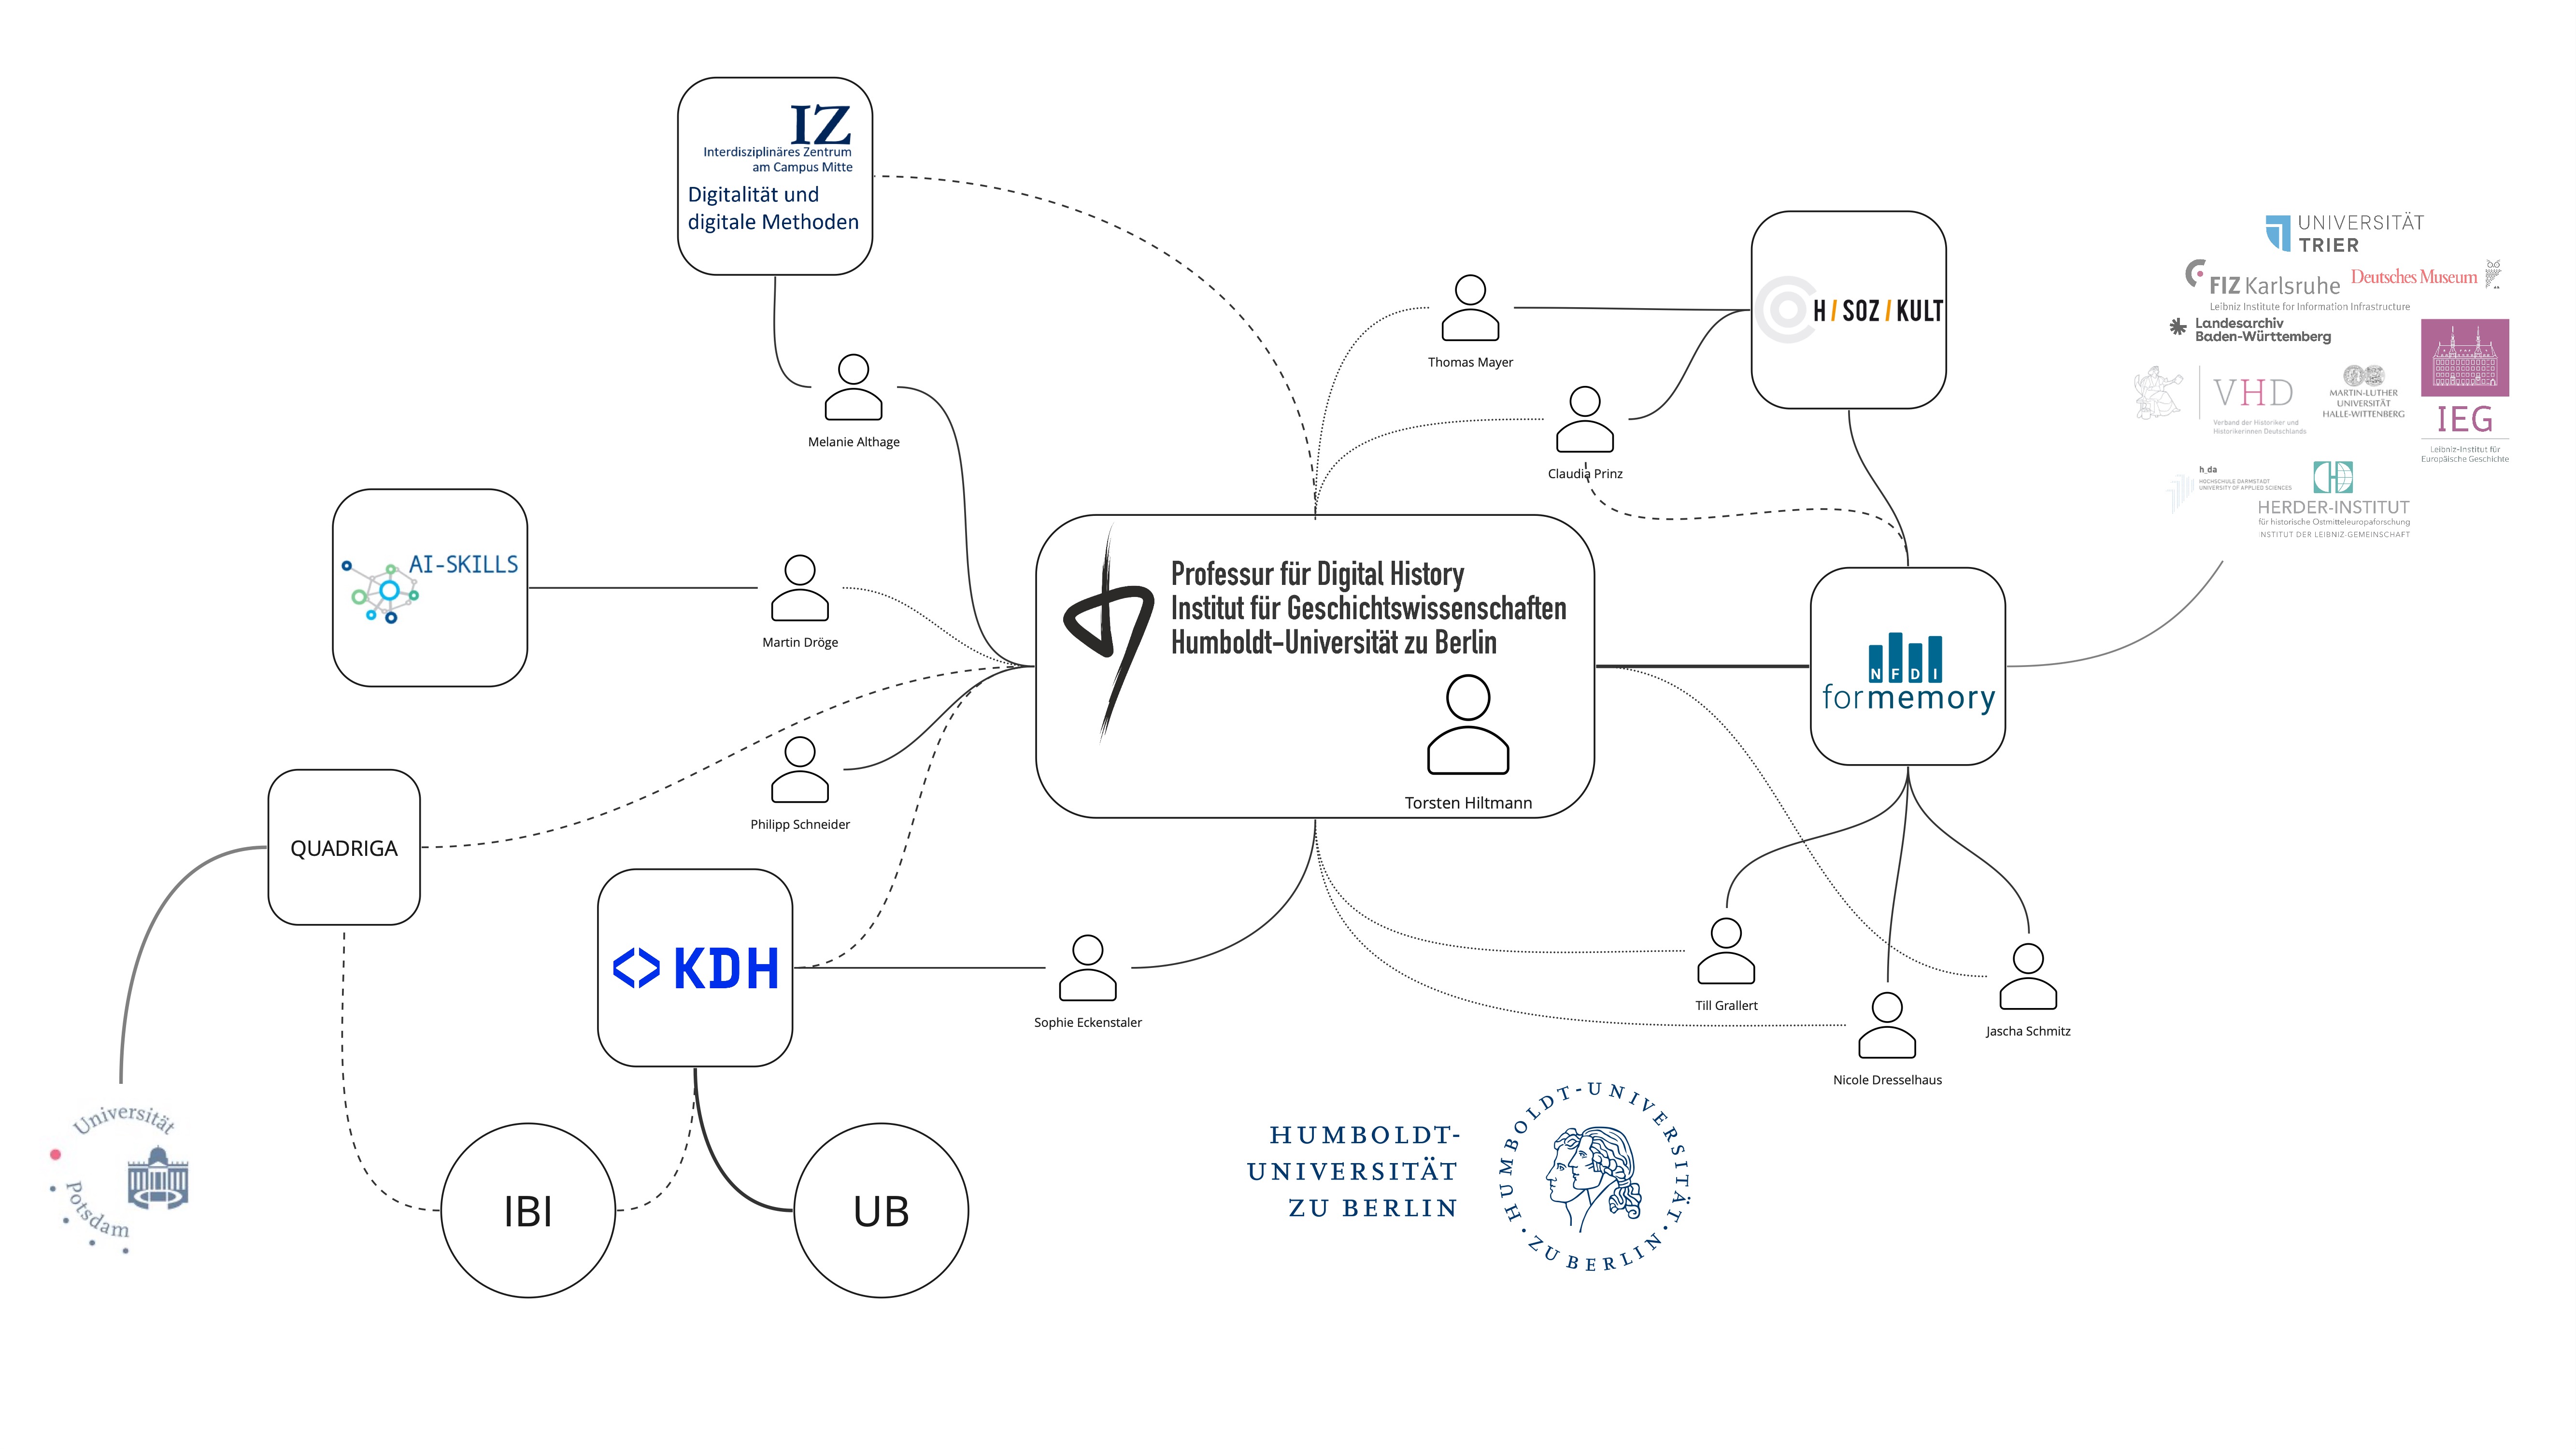 IZ
Interdisziplinäres Zentrum
am Campus Mitte
Digitalität und
digitale Methoden
H / SOZ / KULT
UNIVERSITÄT
TRIER
FIZ Karlsruhe
Leibniz Institute for Information Infrastructure
Deutsches Museum
Landesarchiv
Baden-Württemberg
VHD
Verband der Historiker und
Historikerinnen Deutschlands
MARTIN-LUTHER
UNIVERSITÄT
HALLE-WITTENBERG
IEG
Leibniz-Institut für
Europäische Geschichte
h_da
HOCHSCHULE DARMSTADT
UNIVERSITY OF APPLIED SCIENCES
HERDER-INSTITUT
für historische Ostmitteleuropaforschung
INSTITUT DER LEIBNIZ-GEMEINSCHAFT
Thomas Mayer
Melanie Althage
Claudia Prinz
AI-SKILLS
Martin Dröge
Professur für Digital History
Institut für Geschichtswissenschaften
Humboldt-Universität zu Berlin
Torsten Hiltmann
NFDI
formemory
Philipp Schneider
QUADRIGA
KDH
Sophie Eckenstaler
Till Grallert
Jascha Schmitz
Nicole Dresselhaus
Universität
Potsdam
IBI
UB
HUMBOLDT-
UNIVERSITÄT
ZU BERLIN
HUMBOLDT-UNIVERSITÄT · ZU BERLIN ·